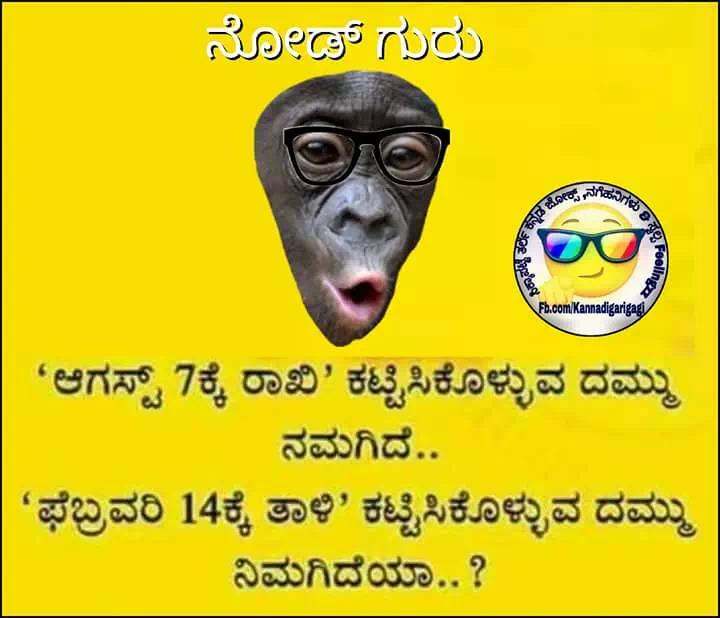 ನೋಡ್ ಗುರು
Fb.com/Kannadigarigagi
'ಆಗಸ್ಟ್ 7ಕ್ಕೆ ರಾಖಿ' ಕಟ್ಟಿಸಿಕೊಳ್ಳುವ ದಮ್ಮು
ನಮಗಿದೆ..
'ಫೆಬ್ರವರಿ 14ಕ್ಕೆ ತಾಳಿ' ಕಟ್ಟಿಸಿಕೊಳ್ಳುವ ದಮ್ಮು
ನಿಮಗಿದೆಯಾ..?